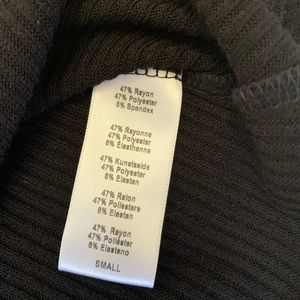 47% Rayon
47% Polyester
6% Spandex
47% Rayonne
47% Polyester
6% Élasthanne
47% Kunstseide
47% Polyester
6% Elastan
47% Raion
47% Poliestere
6% Elastan
47% Rayon
47% Poliéster
6% Elastano
SMALL